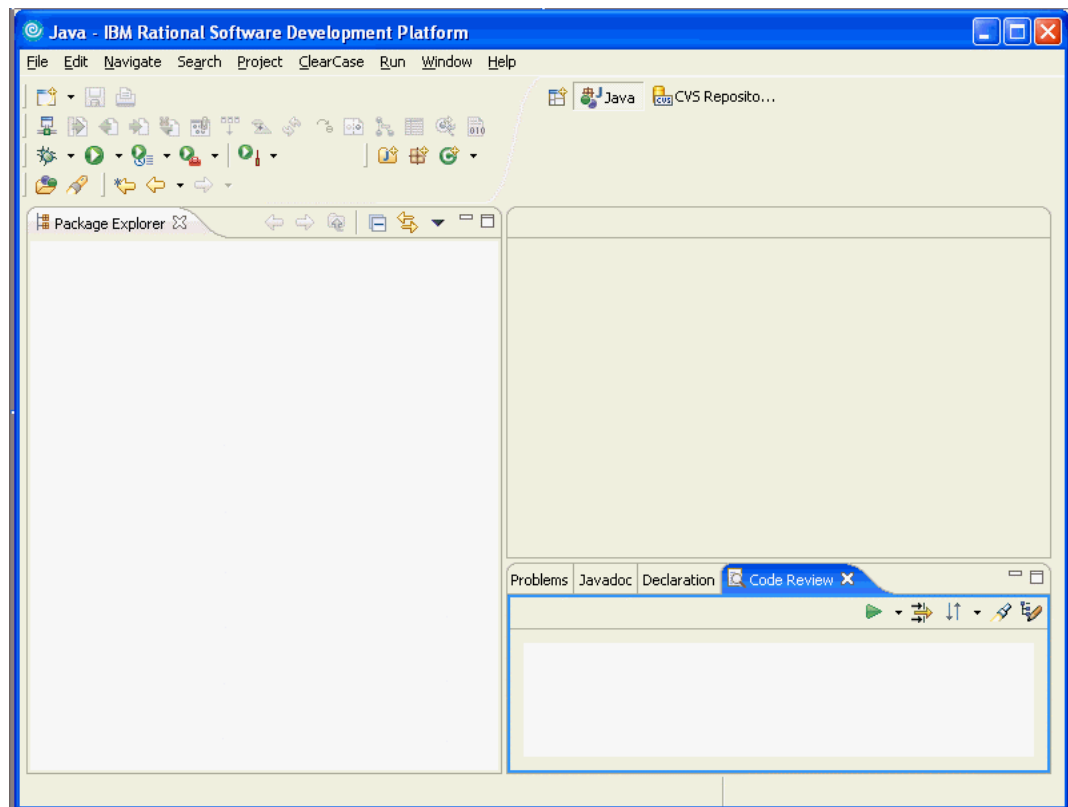 Java - IBM Rational Software Development Platform
File Edit Navigate Search Project ClearCase Run Window Help
Java CVS Reposito...
Package Explorer
Problems Javadoc Declaration Code Review